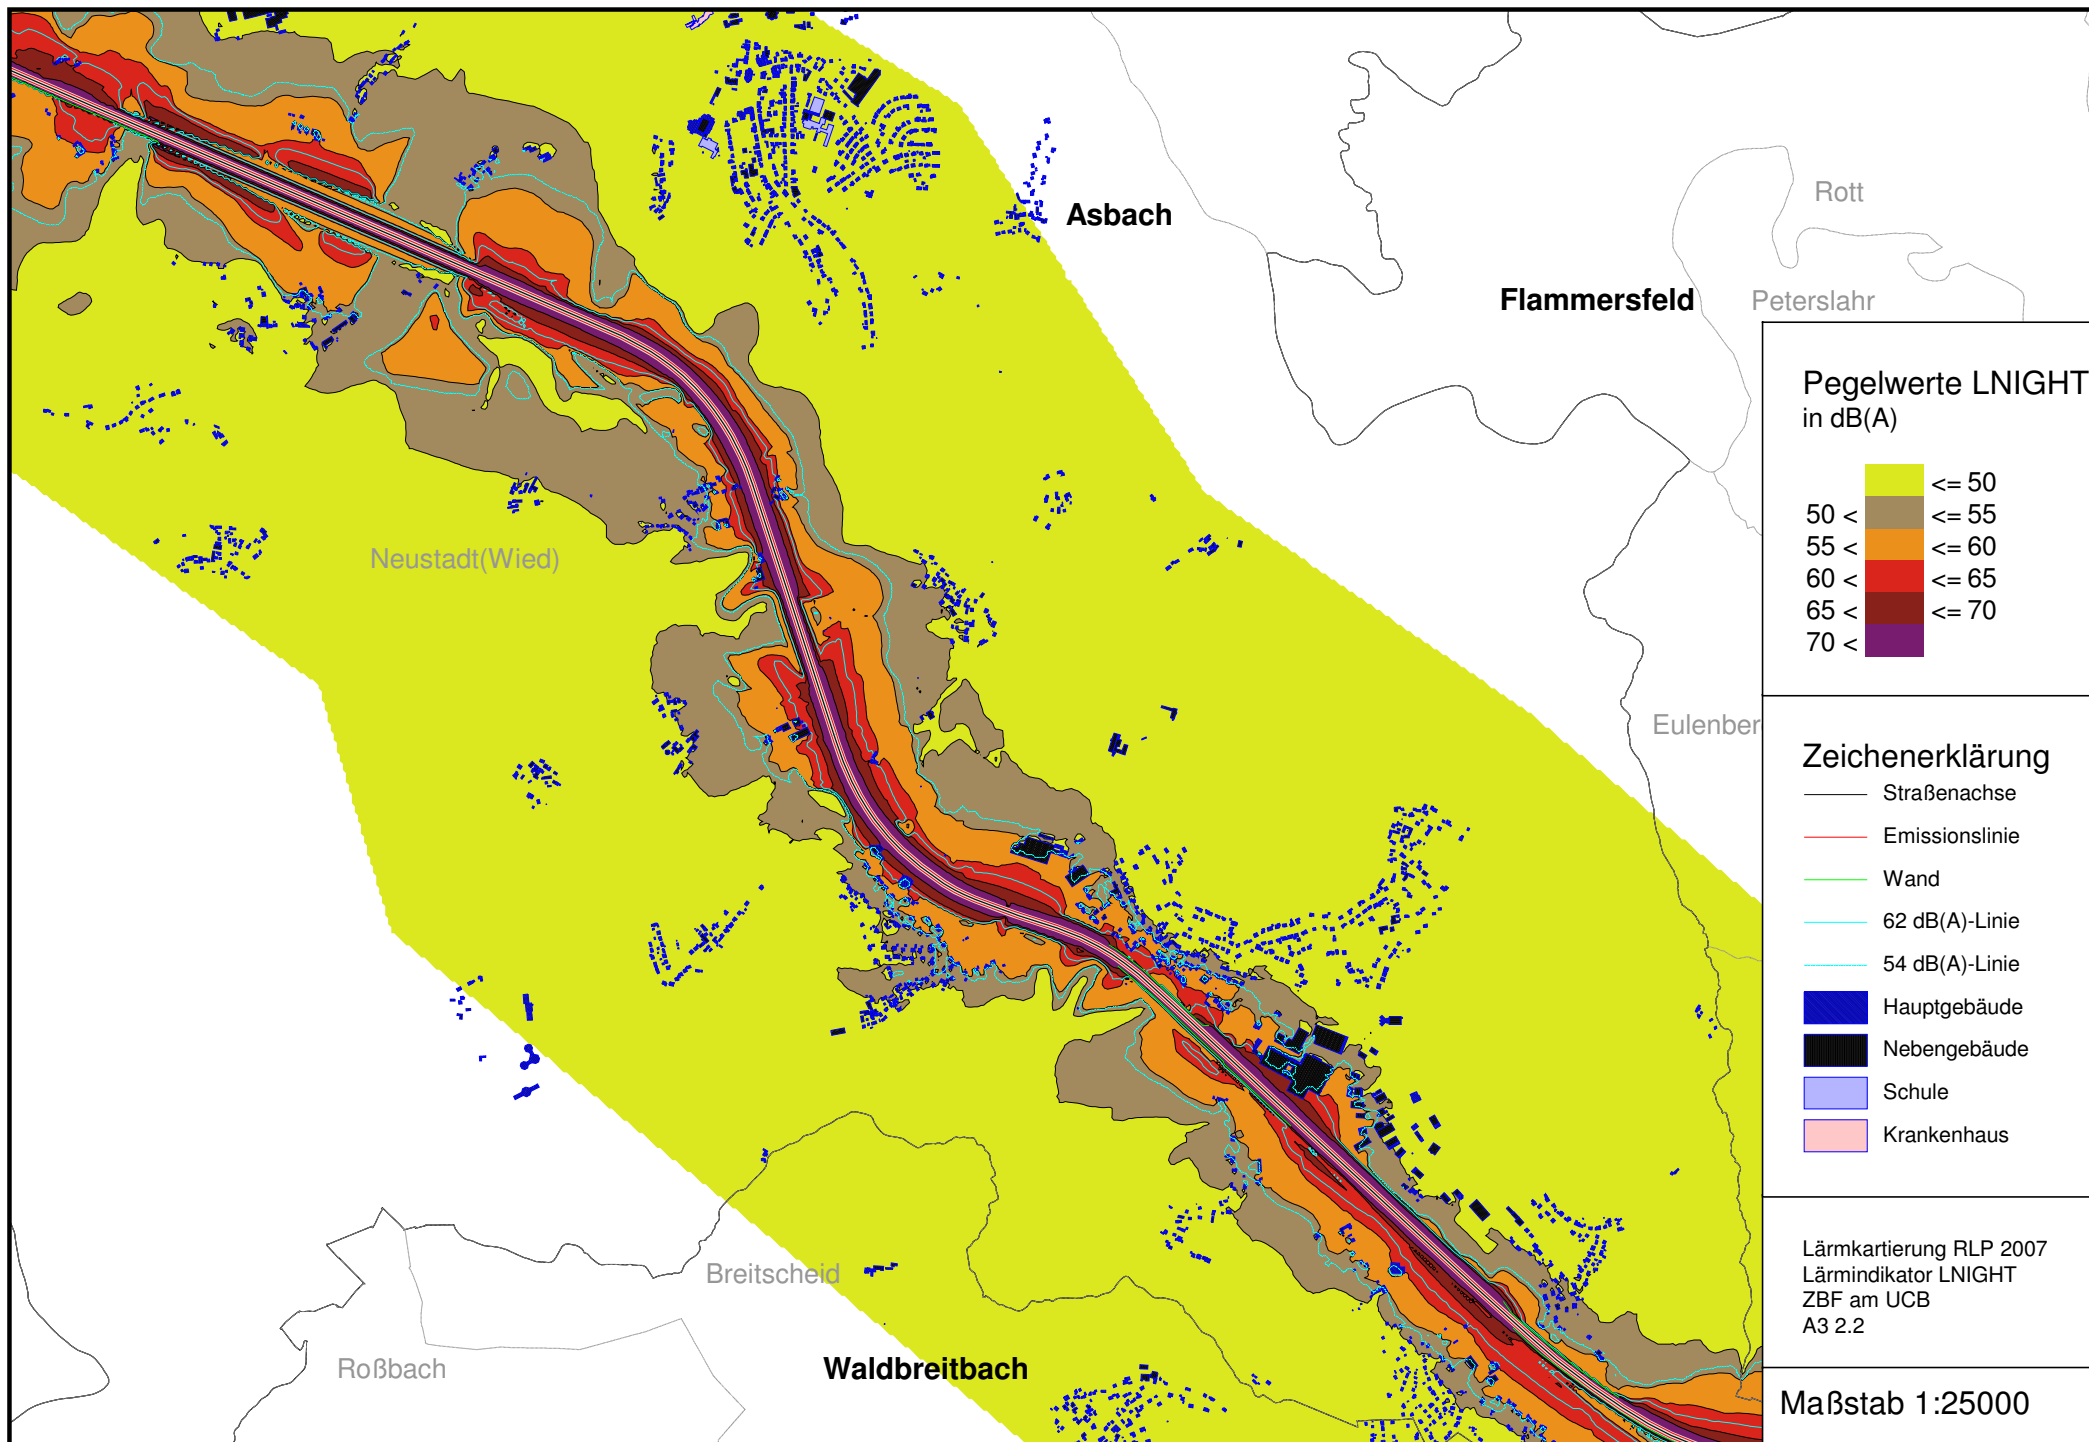 Asbach
Rott
Flammersfeld
Peterslahr
Neustadt(Wied)
Eulenber
Breitscheid
Roßbach
Waldbreitbach
Pegelwerte LNIGHT
in dB(A)
<= 50
50 < <= 55
55 < <= 60
60 < <= 65
65 < <= 70
70 <
Zeichenerklärung
Straßenachse
Emissionslinie
Wand
62 dB(A)-Linie
54 dB(A)-Linie
Hauptgebäude
Nebengebäude
Schule
Krankenhaus
Lärmkartierung RLP 2007
Lärmindikator LNIGHT
ZBF am UCB
A3 2.2
Maßstab 1:25000